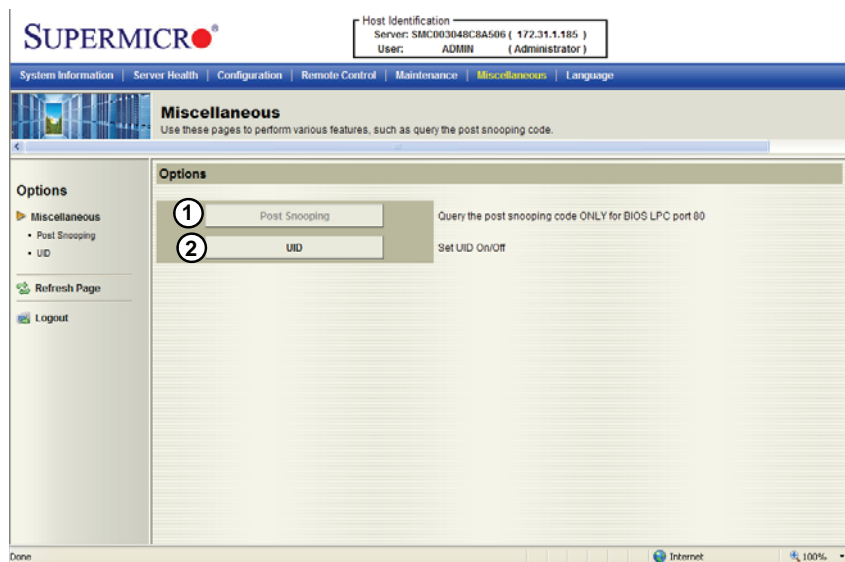 SUPERMICRO®
Host Identification
Server: SMC003048C8A506 ( 172.31.1.185 )
User: ADMIN ( Administrator )
System Information | Server Health | Configuration | Remote Control | Maintenance | Miscellaneous | Language
Miscellaneous
Use these pages to perform various features, such as query the post snooping code.
Options
Miscellaneous
• Post Snooping
• UID
Refresh Page
Logout
Options
1 Post Snooping Query the post snooping code ONLY for BIOS LPC port 80
2 UID Set UID On/Off
Done Internet 100%